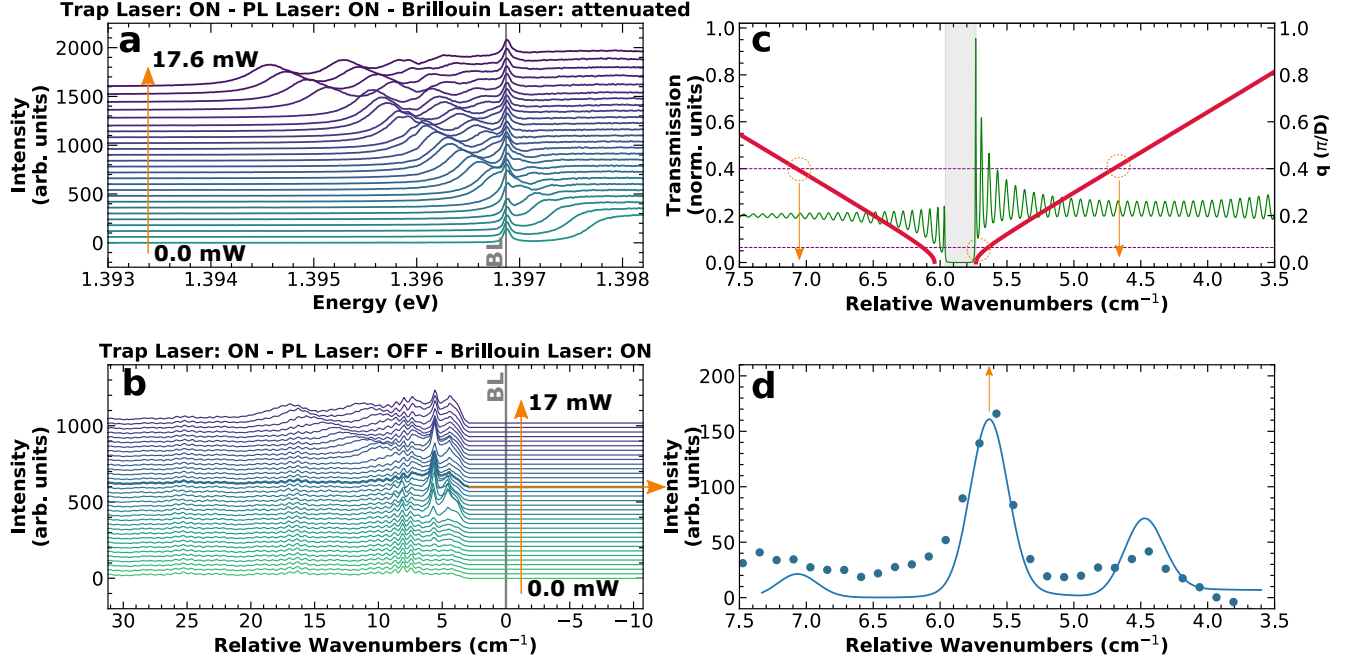 Trap Laser: ON - PL Laser: ON - Brillouin Laser: attenuated
a
17.6 mW
0.0 mW
BL
2000
1500
1000
500
0
Intensity
(arb. units)
1.393 1.394 1.395 1.396 1.397 1.398
Energy (eV)
c
1.0
0.8
0.6
0.4
0.2
0.0
Transmission
(norm. units)
1.0
0.8
0.6
0.4
0.2
0.0
q (π/D)
7.5 7.0 6.5 6.0 5.5 5.0 4.5 4.0 3.5
Relative Wavenumbers (cm⁻¹)
Trap Laser: ON - PL Laser: OFF - Brillouin Laser: ON
b
BL
17 mW
0.0 mW
1000
500
0
Intensity
(arb. units)
30 25 20 15 10 5 0 −5 −10
Relative Wavenumbers (cm⁻¹)
d
200
150
100
50
0
Intensity
(arb. units)
7.5 7.0 6.5 6.0 5.5 5.0 4.5 4.0 3.5
Relative Wavenumbers (cm⁻¹)